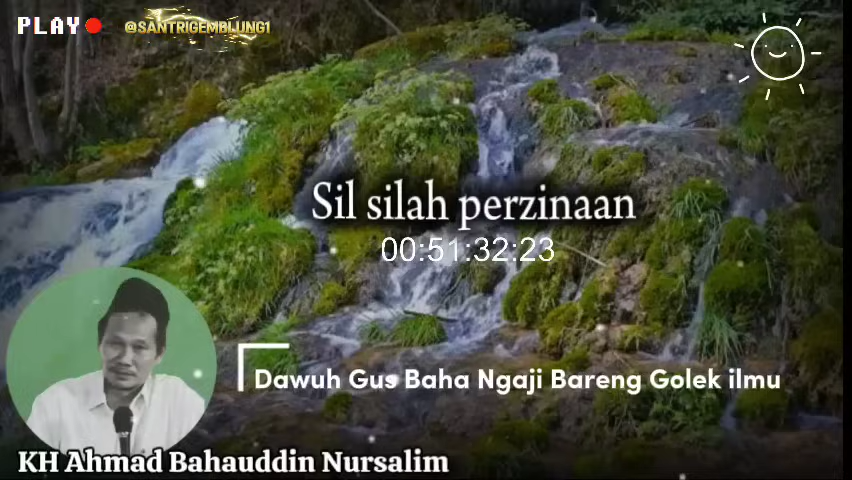 PLAY
@SANTRIGEMBLUNG1
Sil silah perzinaan
00:51:32:23
Dawuh Gus Baha Ngaji Bareng Golek ilmu
KH Ahmad Bahauddin Nursalim